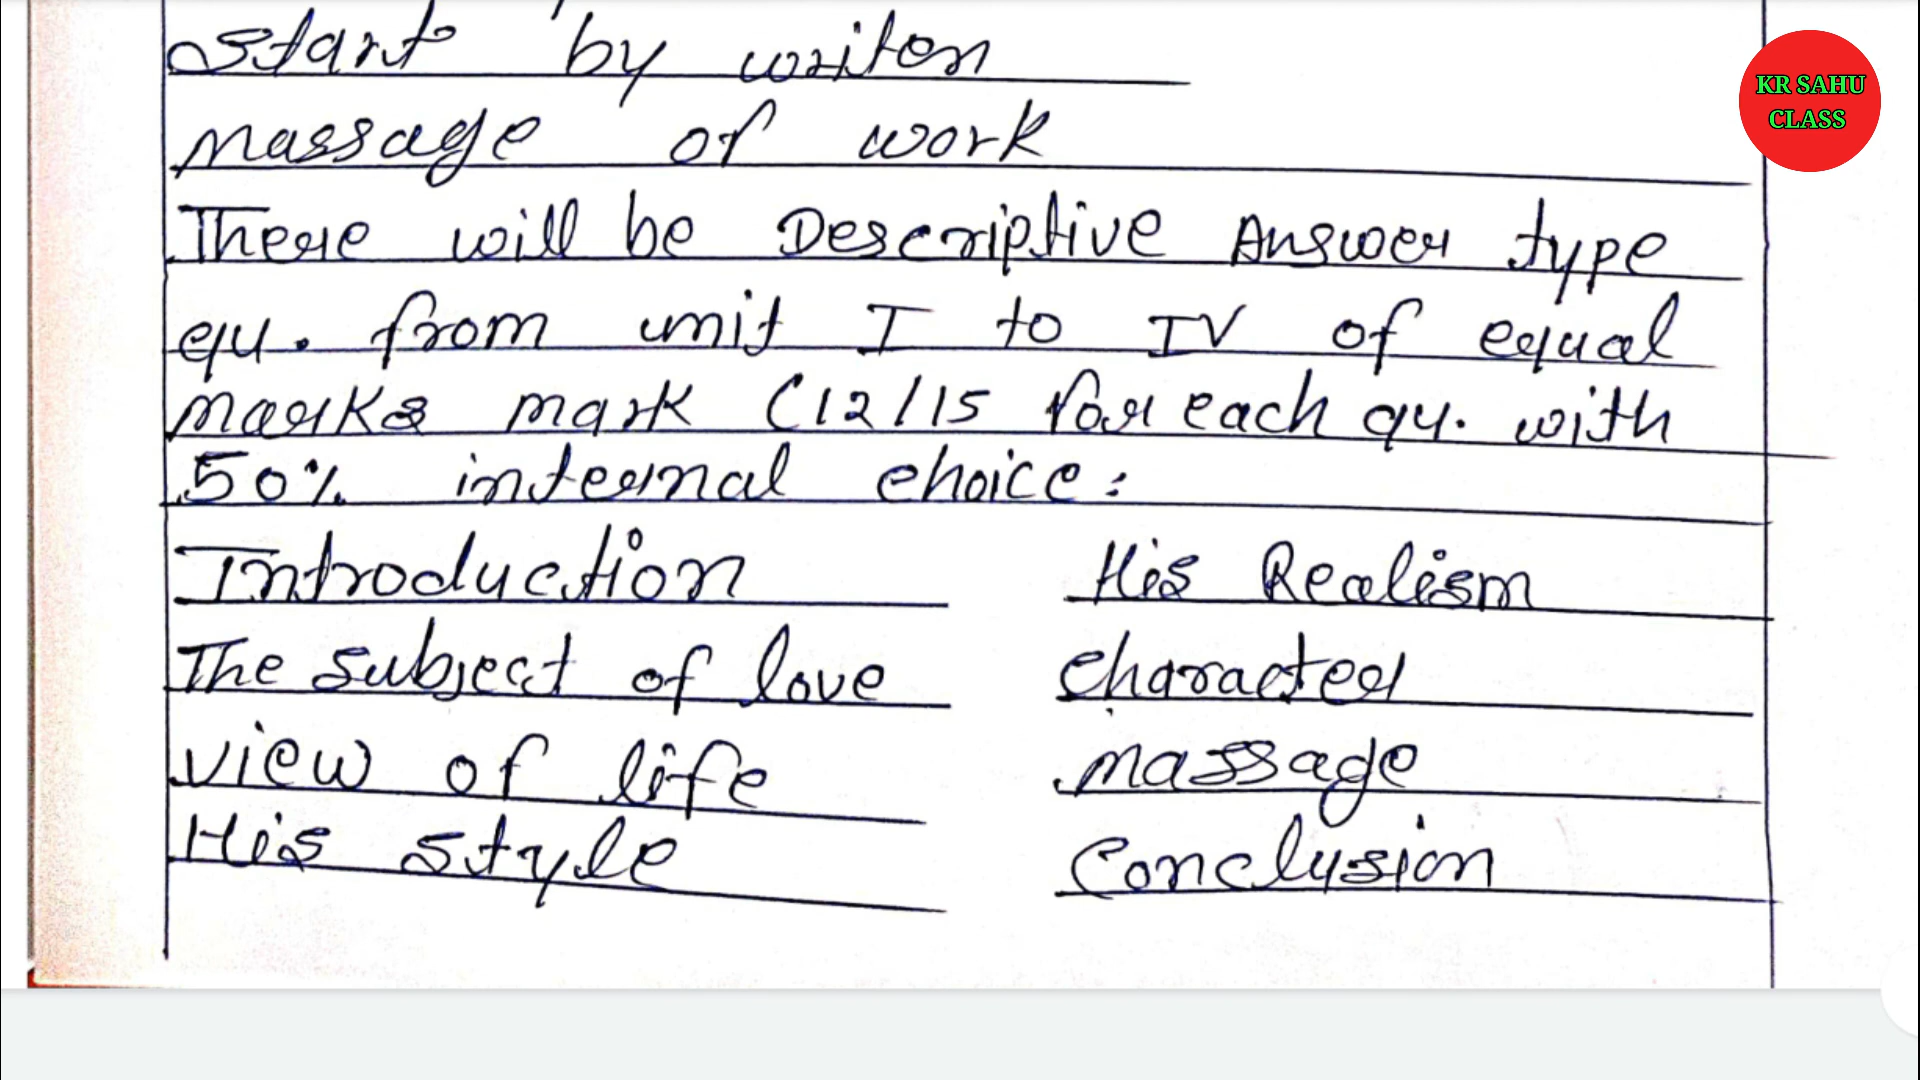 start by writen
massage of work
There will be Descriptive Answer type
qu. from unit I to IV of equal
marks mark (12/15 for each qu. with
50% internal choice:
Introduction
The subject of love
view of life
His style
His Realism
character
massage
Conclusion
KR SAHU
CLASS